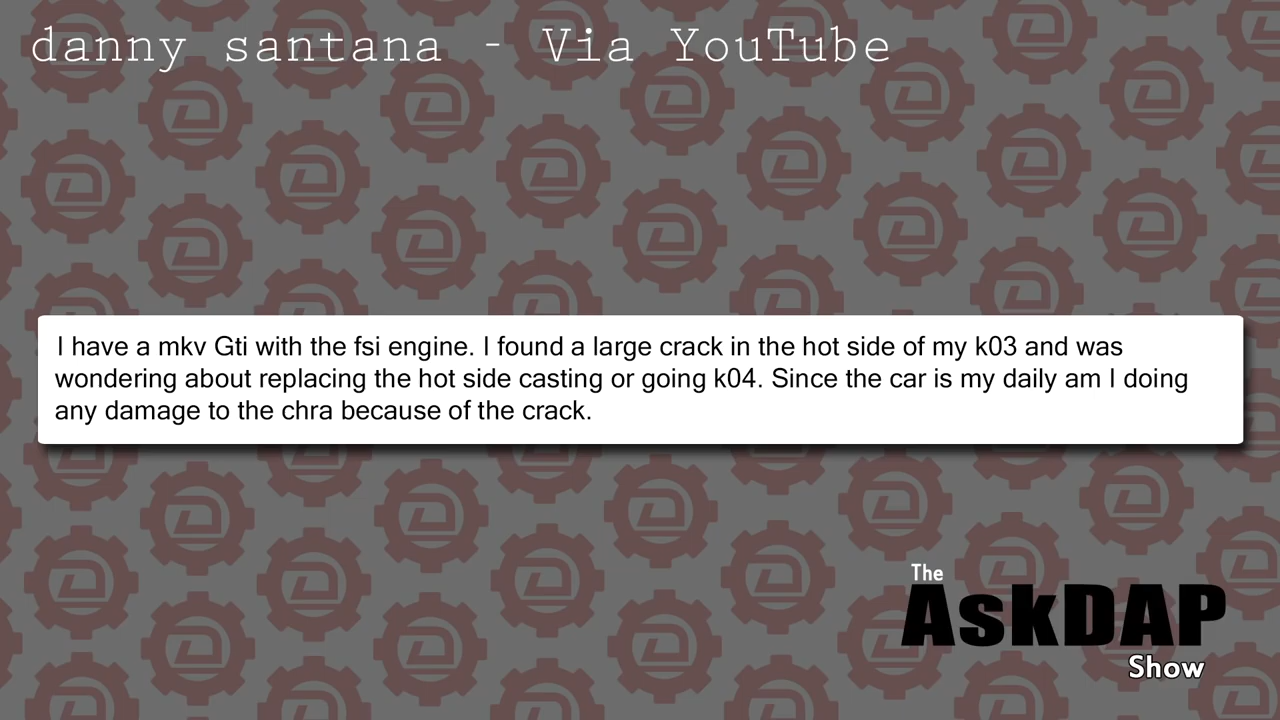 danny santana - Via YouTube
I have a mkv Gti with the fsi engine. I found a large crack in the hot side of my k03 and was
wondering about replacing the hot side casting or going k04. Since the car is my daily am I doing
any damage to the chra because of the crack.
The
AskDAP
Show